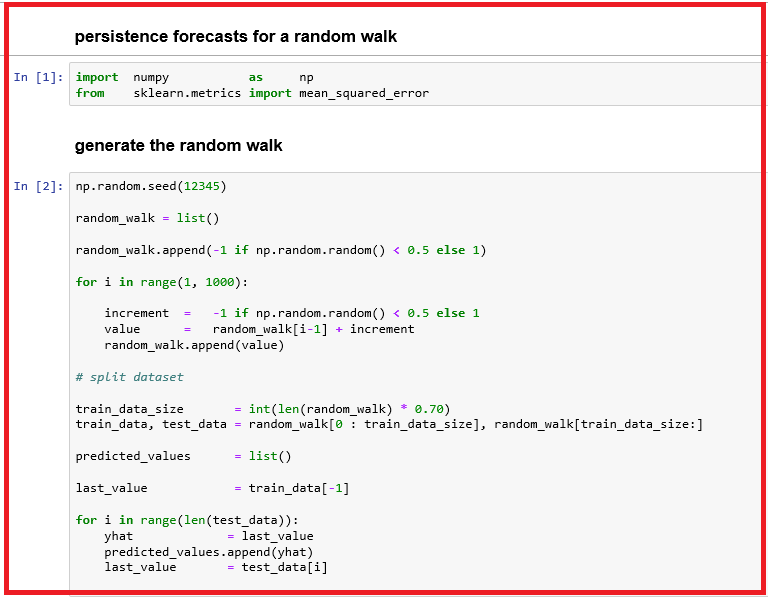 persistence forecasts for a random walk
In [1]: import numpy as np
from sklearn.metrics import mean_squared_error
generate the random walk
In [2]: np.random.seed(12345)
random_walk = list()
random_walk.append(-1 if np.random.random() < 0.5 else 1)
for i in range(1, 1000):
increment = -1 if np.random.random() < 0.5 else 1
value = random_walk[i-1] + increment
random_walk.append(value)
# split dataset
train_data_size = int(len(random_walk) * 0.70)
train_data, test_data = random_walk[0 : train_data_size], random_walk[train_data_size:]
predicted_values = list()
last_value = train_data[-1]
for i in range(len(test_data)):
yhat = last_value
predicted_values.append(yhat)
last_value = test_data[i]